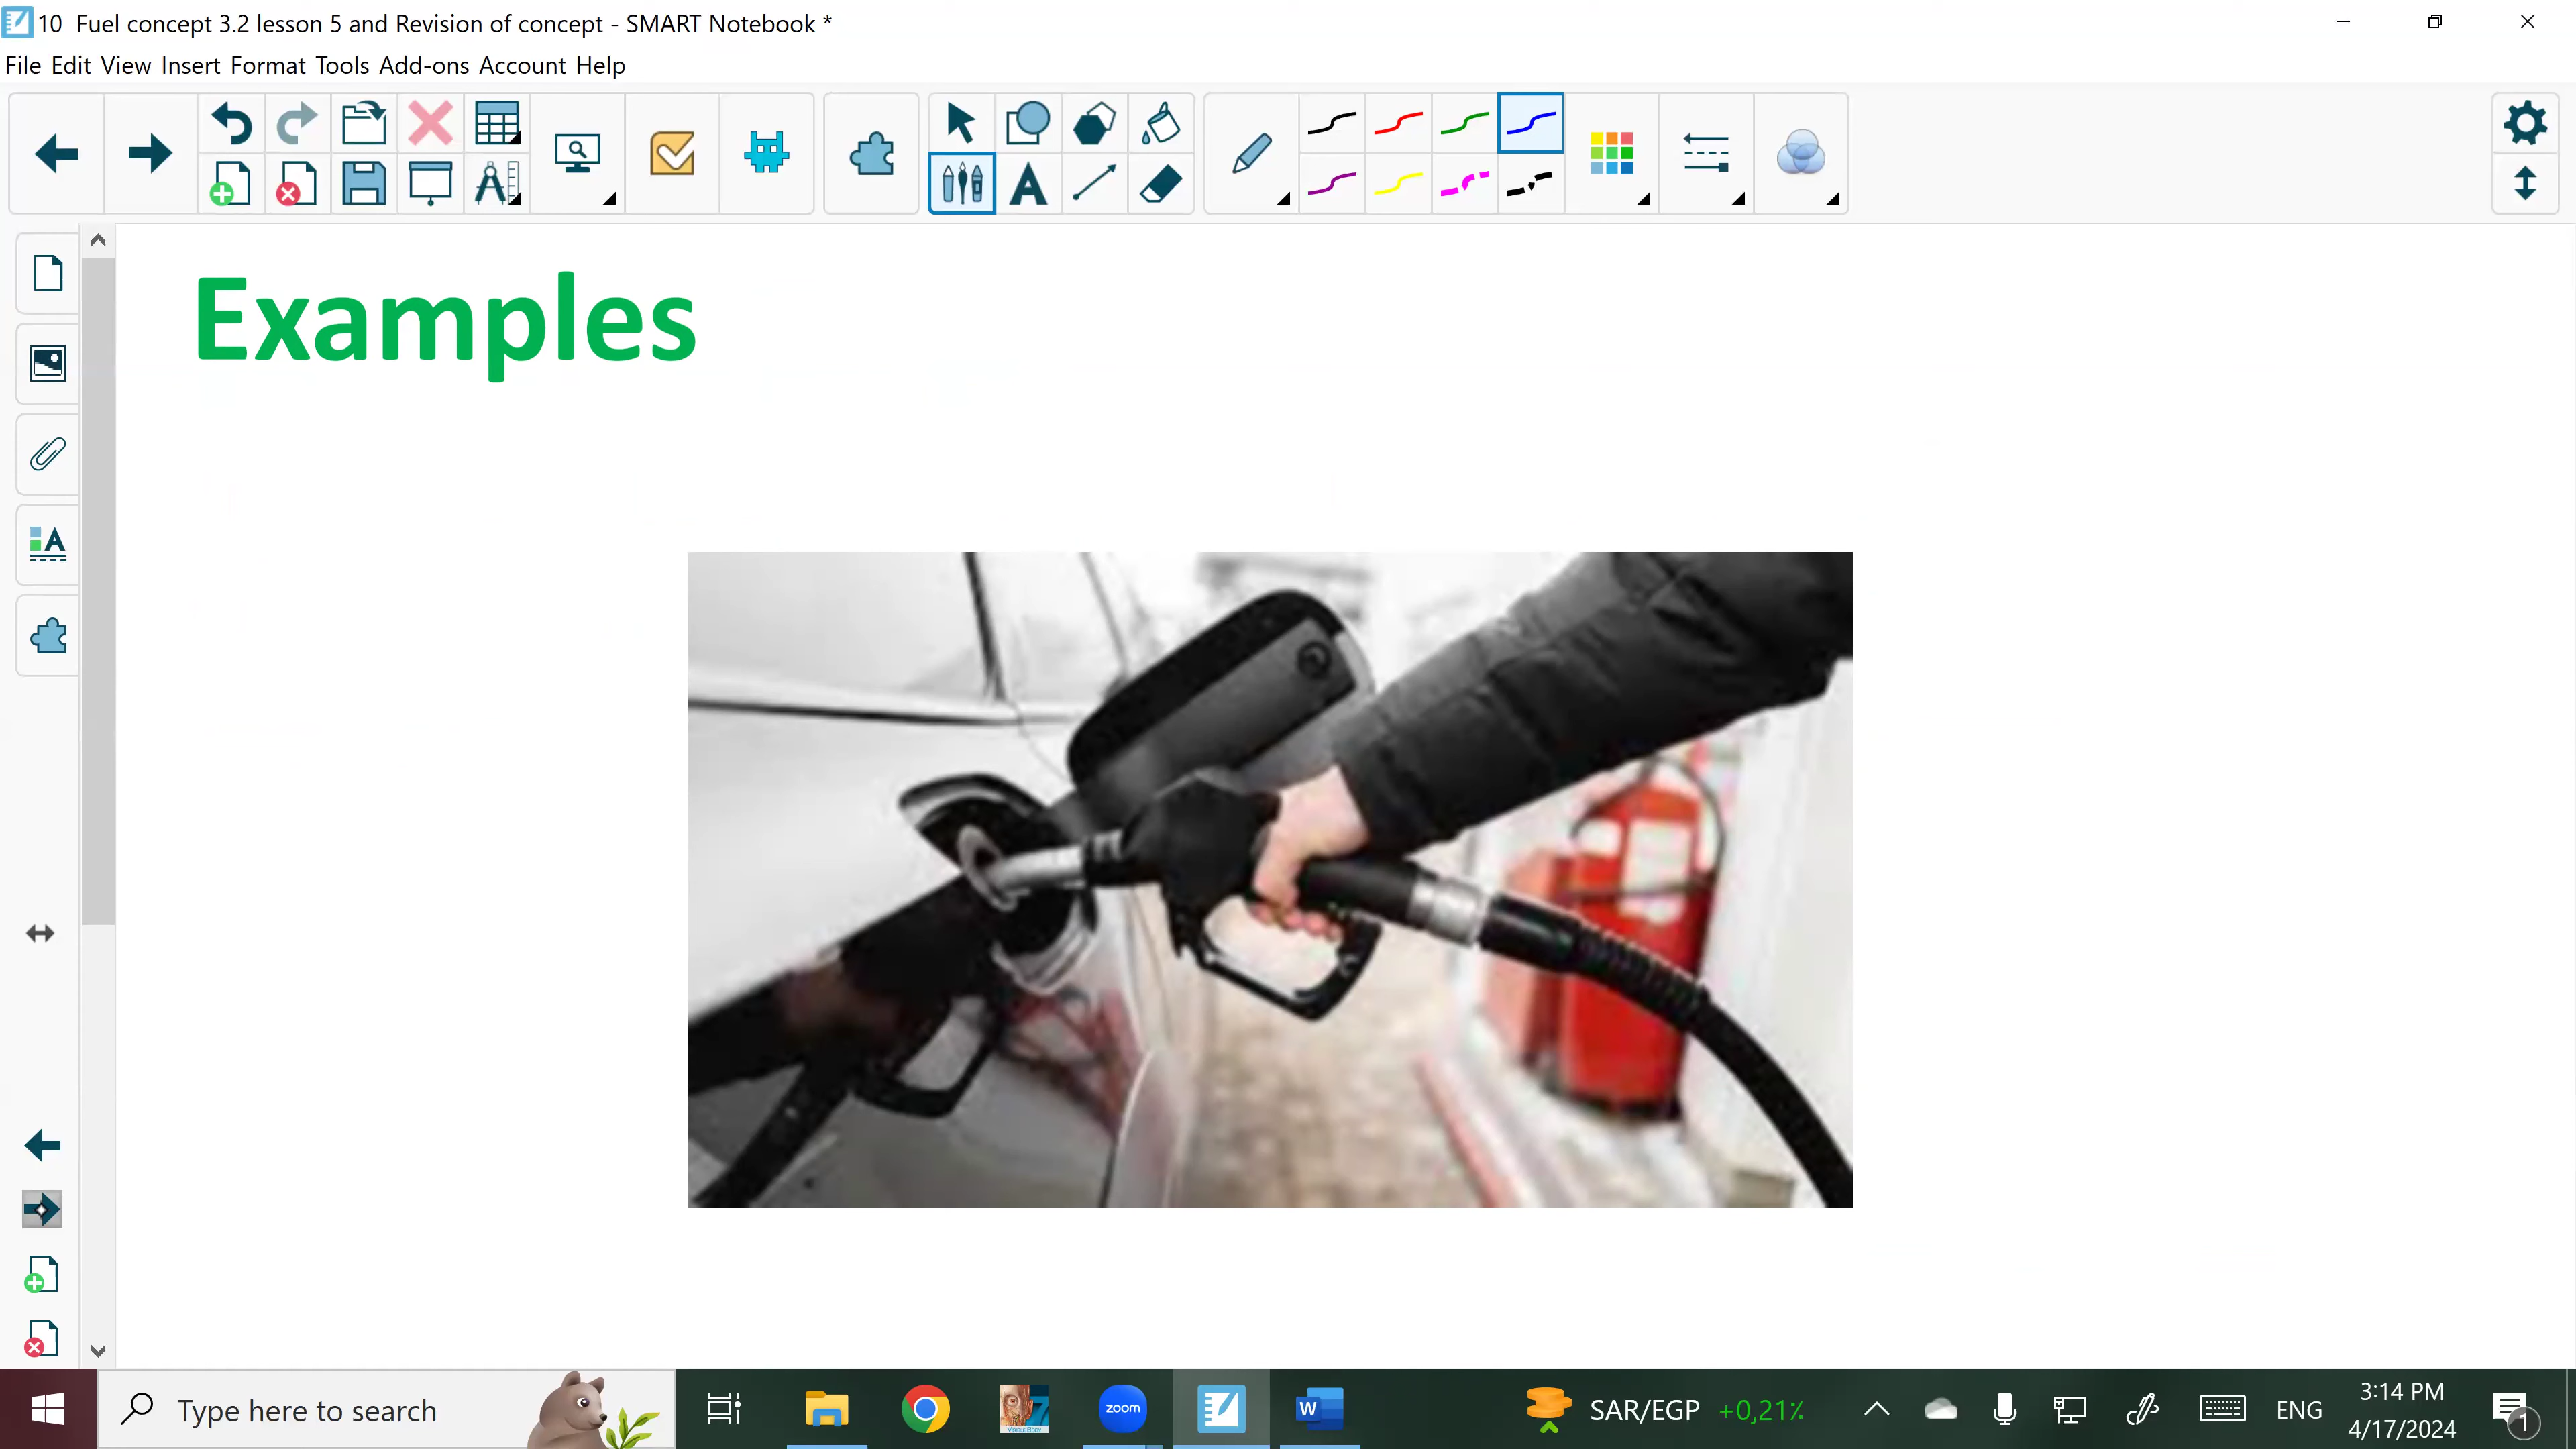 10 Fuel concept 3.2 lesson 5 and Revision of concept - SMART Notebook *
File Edit View Insert Format Tools Add-ons Account Help
Examples
Type here to search
zoom
W
SAR/EGP +0,21٪
ENG
3:14 PM
4/17/2024
1